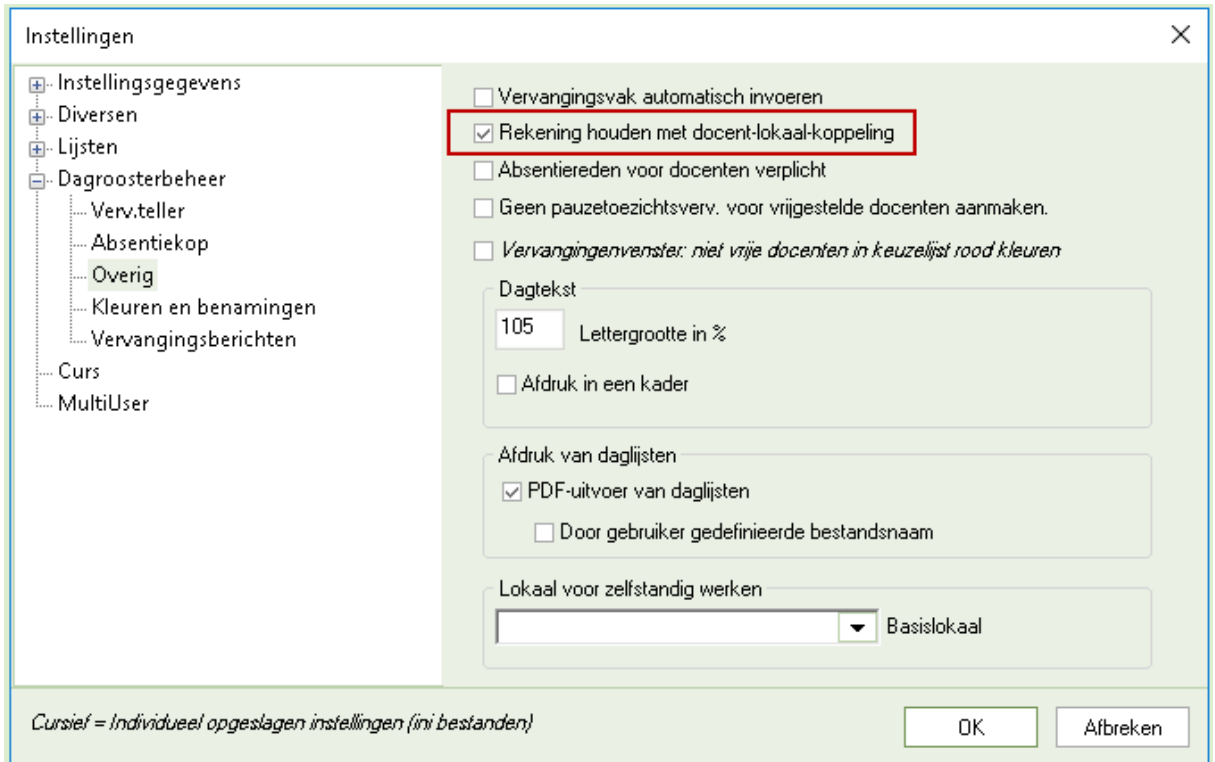 Instellingen
Instellingsgegevens
Diversen
Lijsten
Dagroosterbeheer
Verv.teller
Absentiekop
Overig
Kleuren en benamingen
Vervangingsberichten
Curs
MultiUser
Vervangingsvak automatisch invoeren
Rekening houden met docent-lokaal-koppeling
Absentiereden voor docenten verplicht
Geen pauzetoezichtsverv. voor vrijgestelde docenten aanmaken.
Vervangingenvenster: niet vrije docenten in keuzelijst rood kleuren
Dagtekst
105 Lettergrootte in %
Afdruk in een kader
Afdruk van daglijsten
PDF-uitvoer van daglijsten
Door gebruiker gedefinieerde bestandsnaam
Lokaal voor zelfstandig werken
Basislokaal
Cursief = Individueel opgeslagen instellingen (ini bestanden)
OK Afbreken